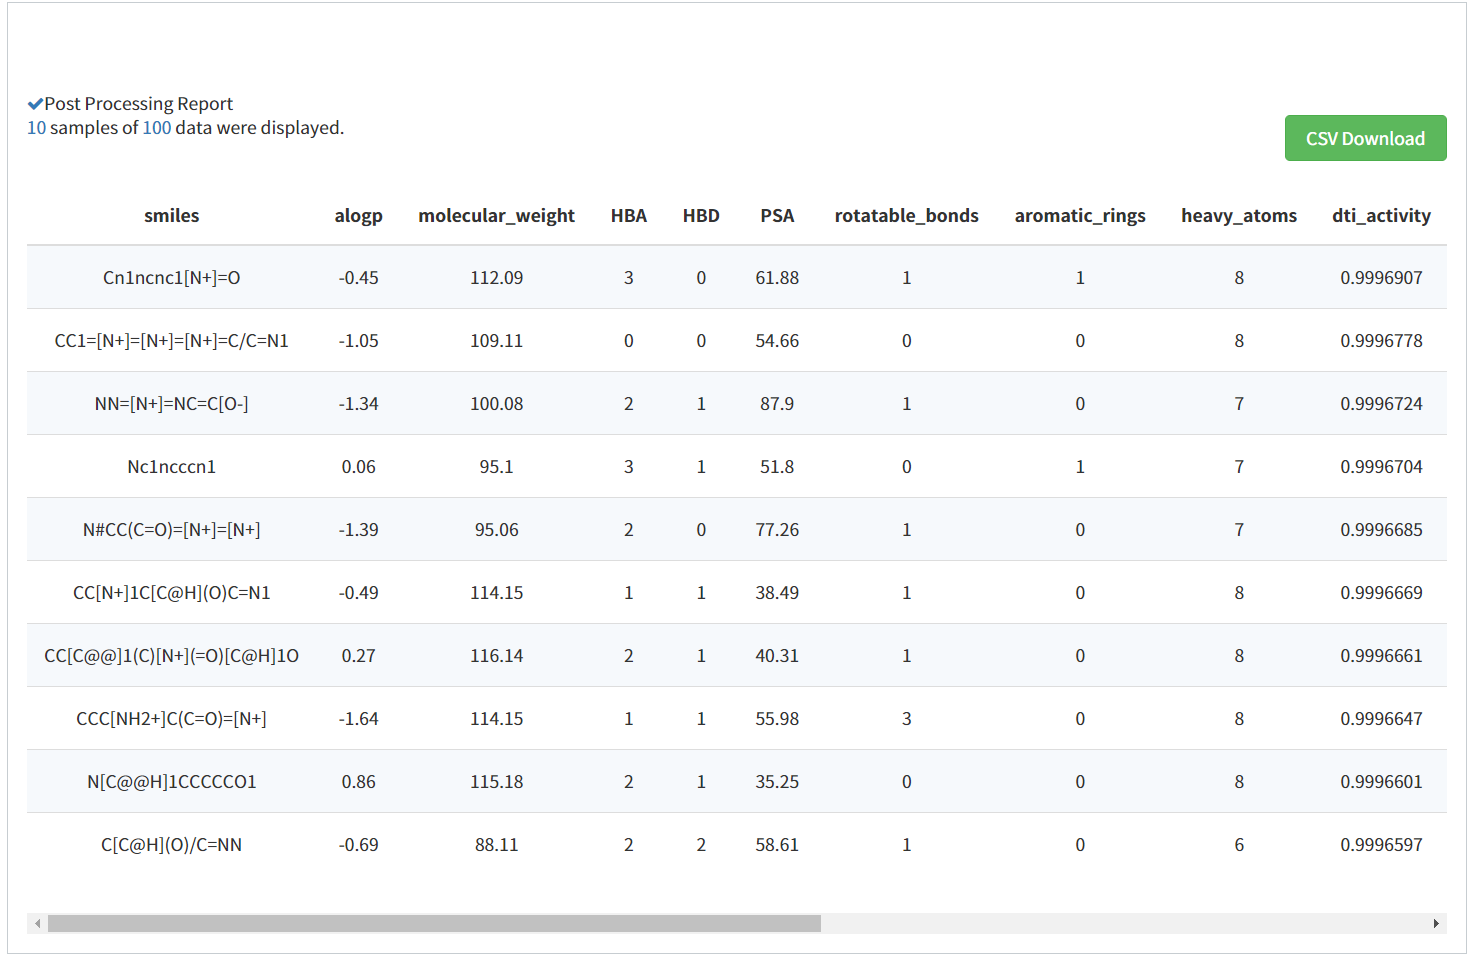 Post Processing Report
10 samples of 100 data were displayed.
CSV Download
smiles alogp molecular_weight HBA HBD PSA rotatable_bonds aromatic_rings heavy_atoms dti_activity
Cn1ncnc1[N+]=O -0.45 112.09 3 0 61.88 1 1 8 0.9996907
CC1=[N+]=[N+]=[N+]=C/C=N1 -1.05 109.11 0 0 54.66 0 0 8 0.9996778
NN=[N+]=NC=C[O-] -1.34 100.08 2 1 87.9 1 0 7 0.9996724
Nc1ncccn1 0.06 95.1 3 1 51.8 0 1 7 0.9996704
N#CC(C=O)=[N+]=[N+] -1.39 95.06 2 0 77.26 1 0 7 0.9996685
CC[N+]1C[C@H](O)C=N1 -0.49 114.15 1 1 38.49 1 0 8 0.9996669
CC[C@@]1(C)[N+](=O)[C@H]1O 0.27 116.14 2 1 40.31 1 0 8 0.9996661
CCC[NH2+]C(C=O)=[N+] -1.64 114.15 1 1 55.98 3 0 8 0.9996647
N[C@@H]1CCCCCO1 0.86 115.18 2 1 35.25 0 0 8 0.9996601
C[C@H](O)/C=NN -0.69 88.11 2 2 58.61 1 0 6 0.9996597